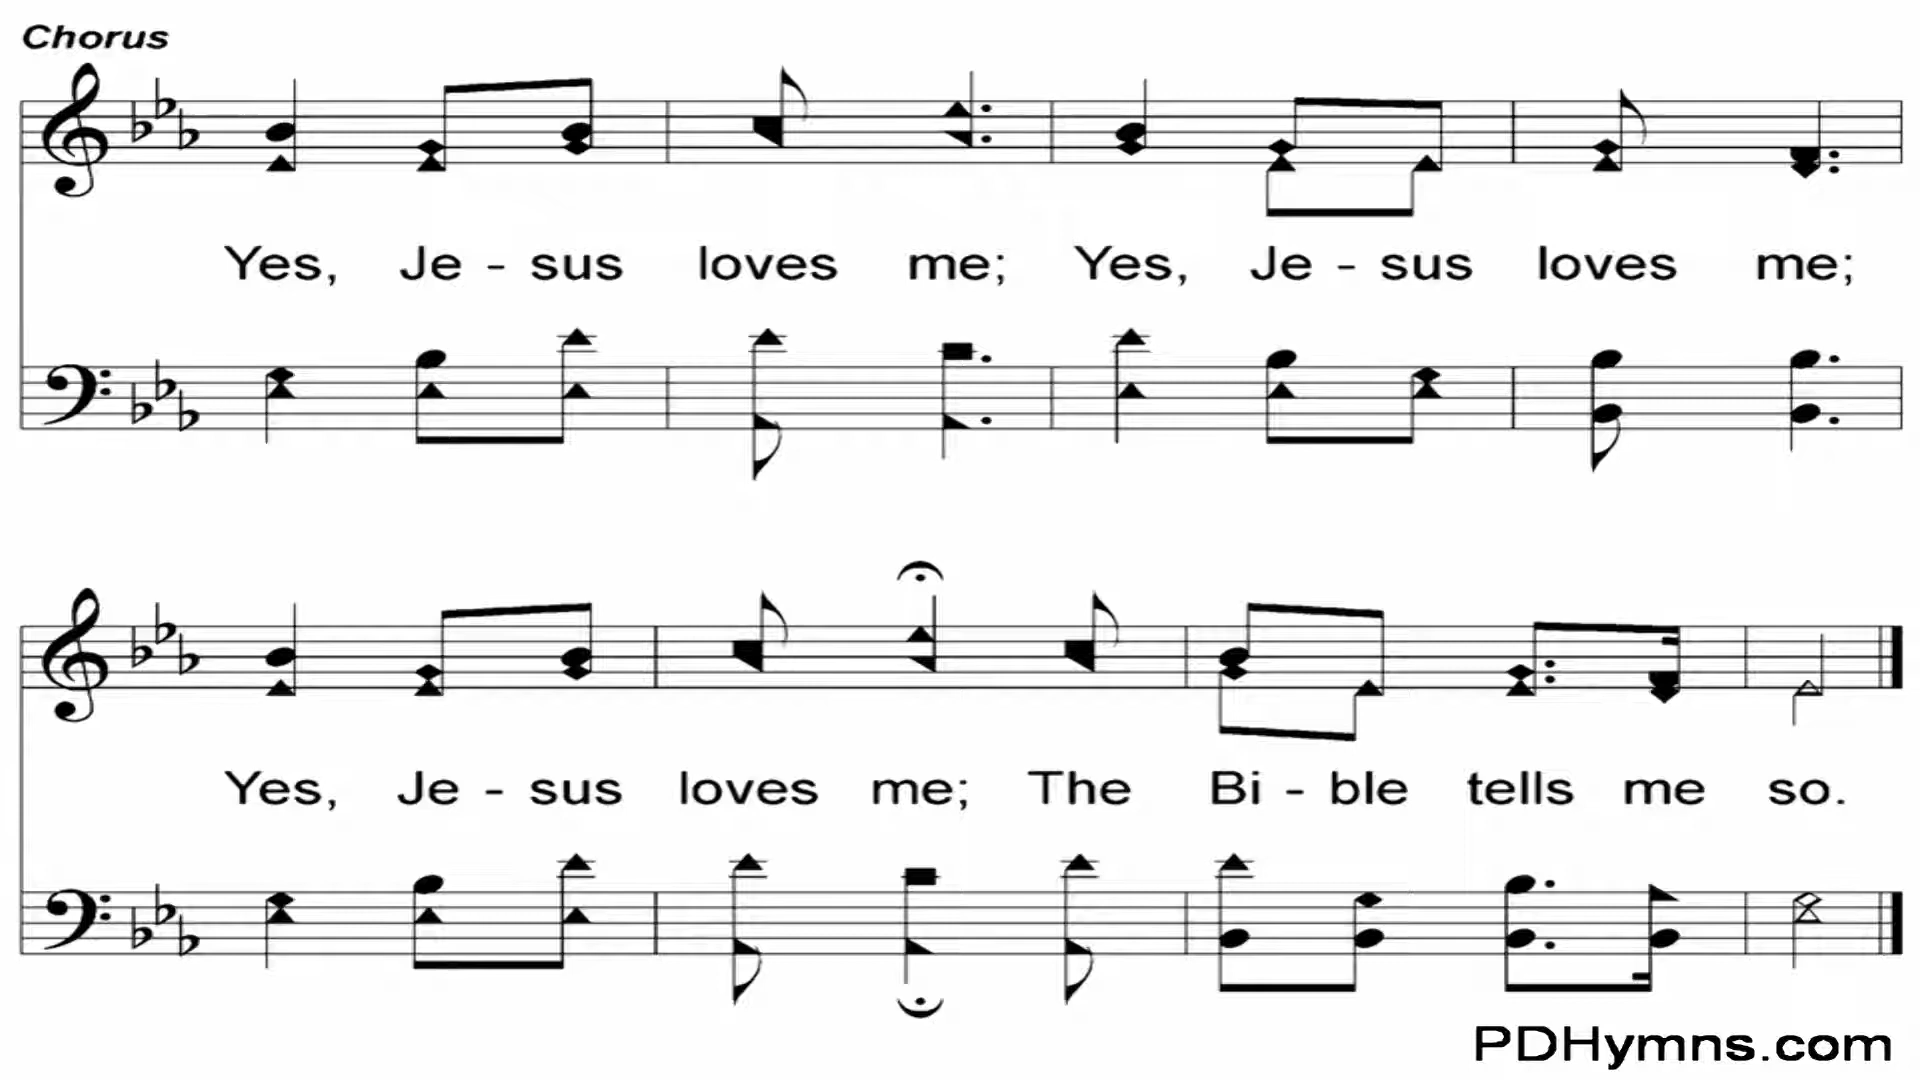 Chorus
Yes, Je - sus loves me; Yes, Je - sus loves me;
Yes, Je - sus loves me; The Bi - ble tells me so.
PDHymns.com